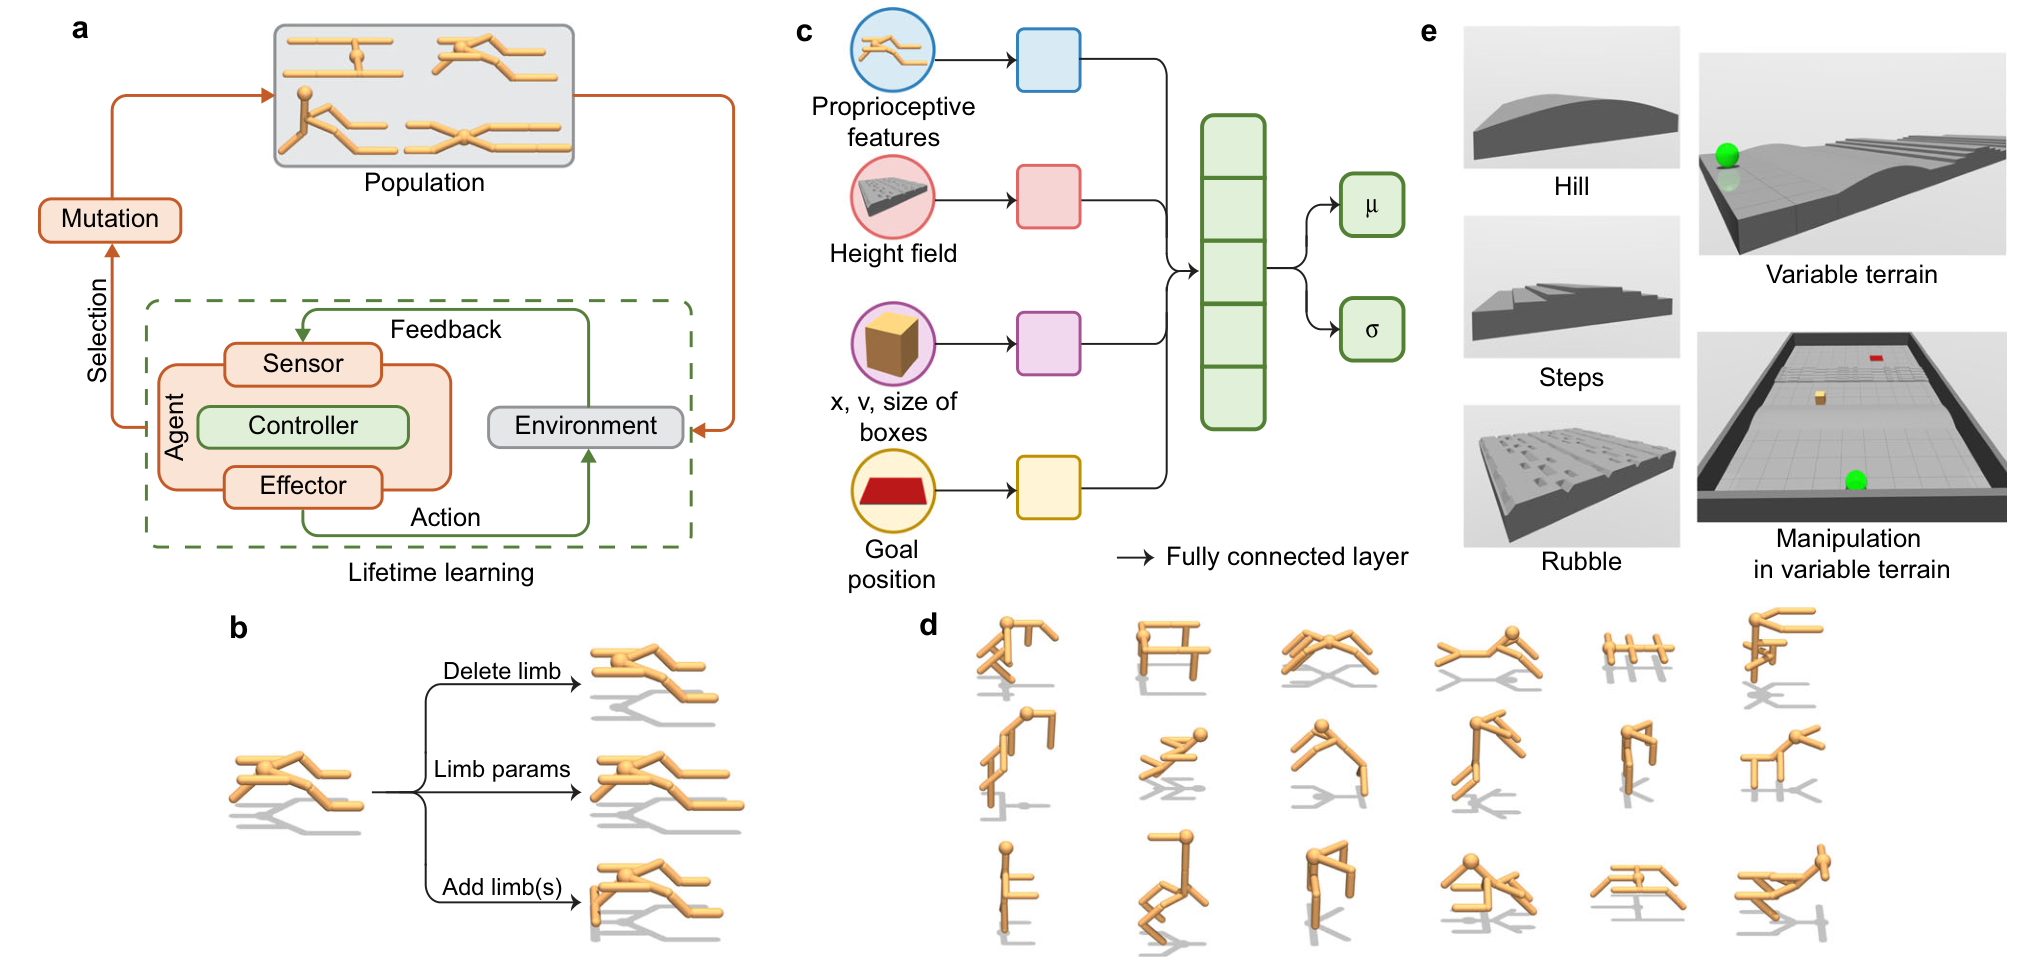 a
Population
Mutation
Selection
Feedback
Sensor
Agent
Controller
Environment
Effector
Action
Lifetime learning
b
Delete limb
Limb params
Add limb(s)
c
Proprioceptive
features
Height field
x, v, size of
boxes
Goal
position
μ
σ
Fully connected layer
d
e
Hill
Steps
Rubble
Variable terrain
Manipulation
in variable terrain